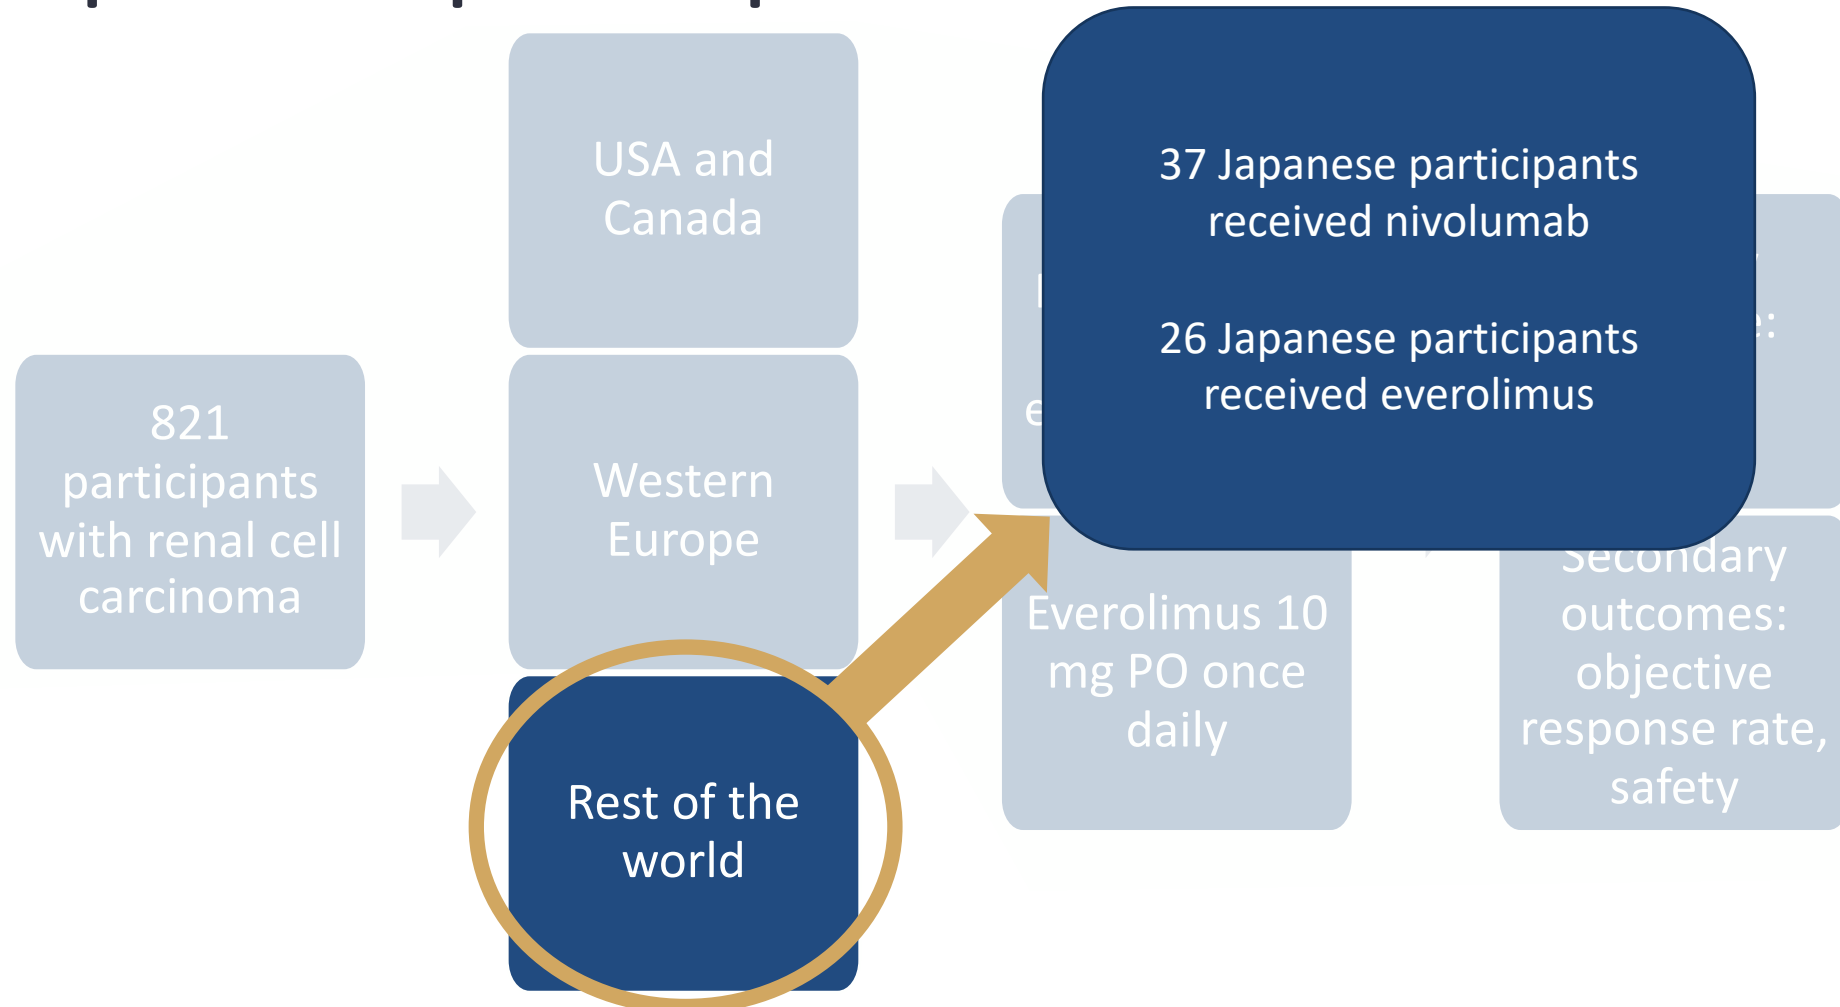 821
participants
with renal cell
carcinoma
USA and
Canada
Western
Europe
Rest of the
world
37 Japanese participants
received nivolumab
26 Japanese participants
received everolimus
Everolimus 10
mg PO once
daily
Secondary
outcomes:
objective
response rate,
safety